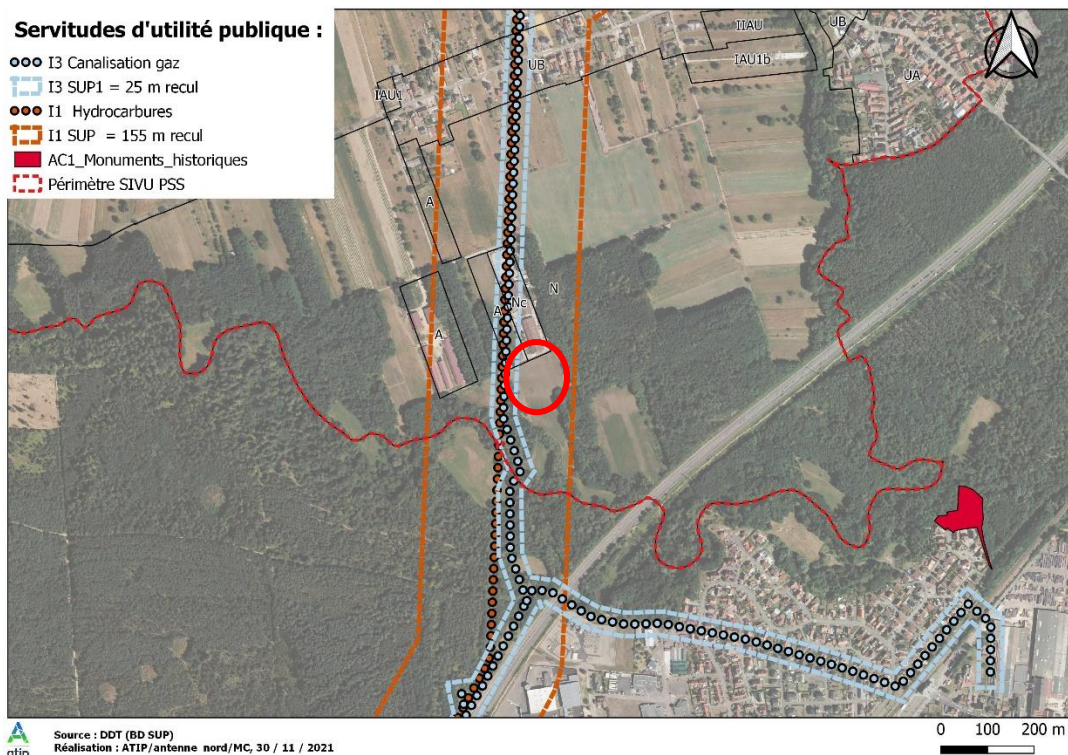 Servitudes d'utilité publique :
I3 Canalisation gaz
I3 SUP1 = 25 m recul
I1 Hydrocarbures
I1 SUP = 155 m recul
AC1_Monuments_historiques
Périmètre SIVU PSS
IIAU
UB
UB
IAU1b
UA
IAU1
A
N
Nc
A
A
atip
Source : DDT (BD SUP)
Réalisation : ATIP/antenne nord/MC, 30 / 11 / 2021
0 100 200 m